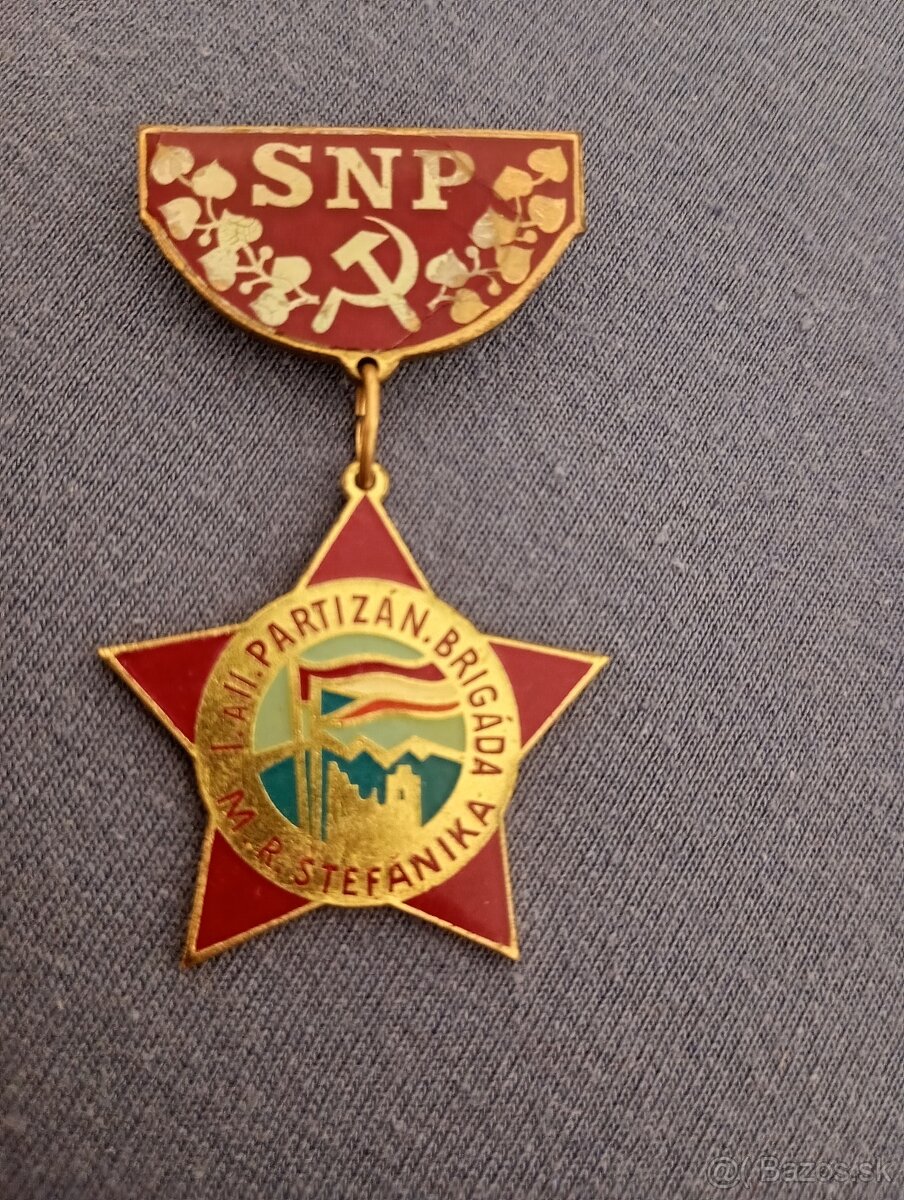 SNP
I. A II. PARTIZÁN. BRIGÁDA
M. R. ŠTEFÁNIKA
@( Bazos.sk